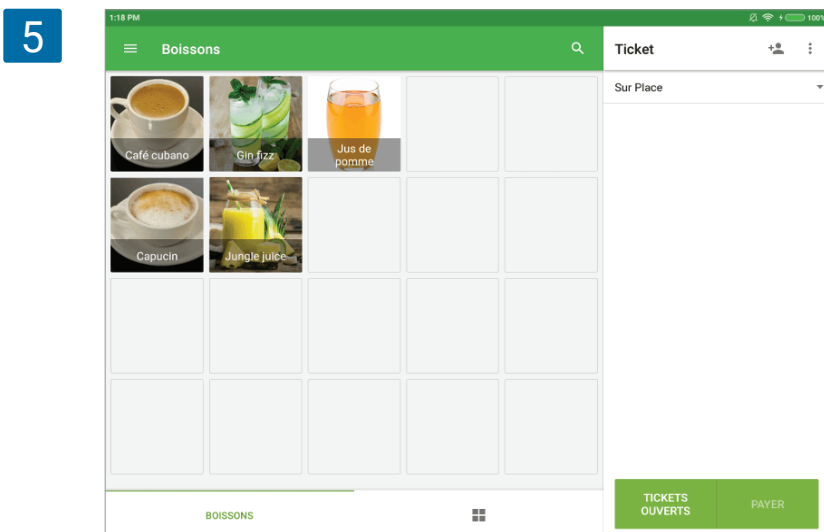 5
1:18 PM
100%
Boissons
Ticket
Sur Place
Café cubano
Gin fizz
Jus de
pomme
Capucin
Jungle juice
TICKETS
OUVERTS
PAYER
BOISSONS